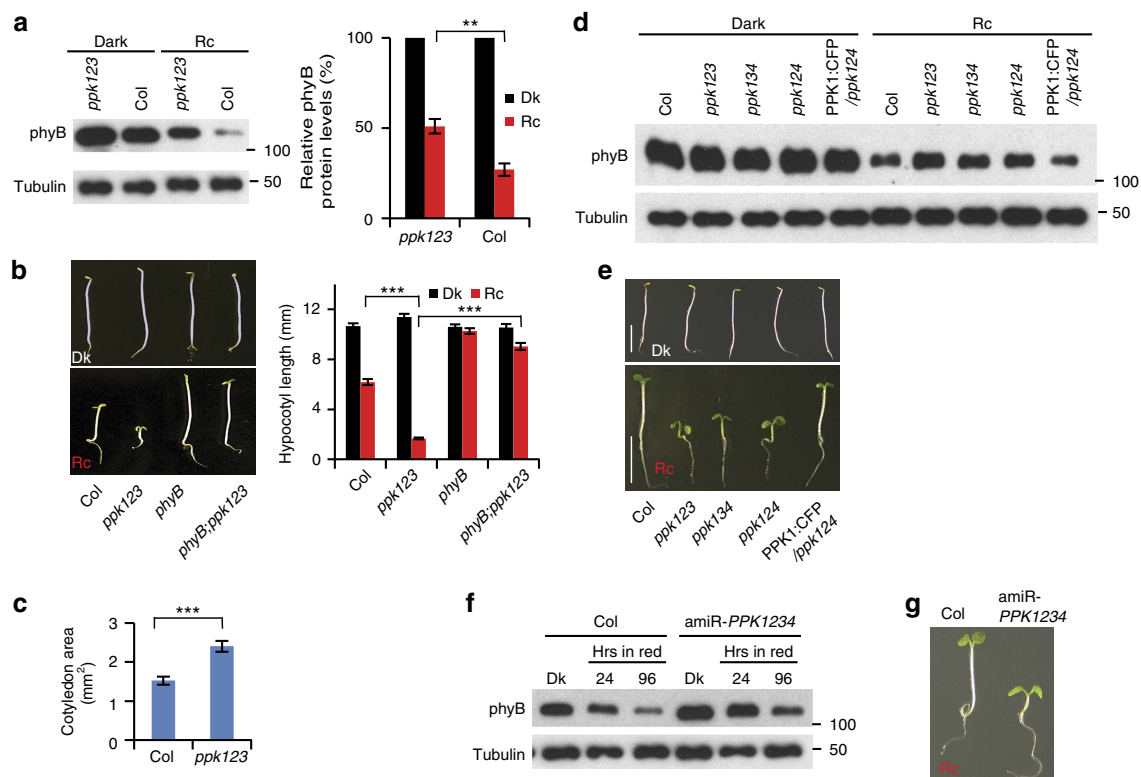 a
Dark Rc
ppk123 Col ppk123 Col
phyB
100
Tubulin
50
Relative phyB
protein levels (%)
100
50
0
**
Dk
Rc
ppk123 Col
b
Dk
Rc
Col ppk123 phyB phyB;ppk123
Hypocotyl length (mm)
12
8
4
0
*** Dk Rc
***
Col ppk123 phyB phyB;ppk123
c
Cotyledon area
(mm2)
3
2
1
0
***
Col ppk123
d
Dark Rc
Col ppk123 ppk134 ppk124 PPK1:CFP /ppk124 Col ppk123 ppk134 ppk124 PPK1:CFP /ppk124
phyB
100
Tubulin
50
e
Dk
Rc
Col ppk123 ppk134 ppk124 PPK1:CFP
/ppk124
f
Col amiR-PPK1234
Hrs in red Hrs in red
Dk 24 96 Dk 24 96
phyB
100
Tubulin
50
g
Col amiR-
PPK1234
Rc